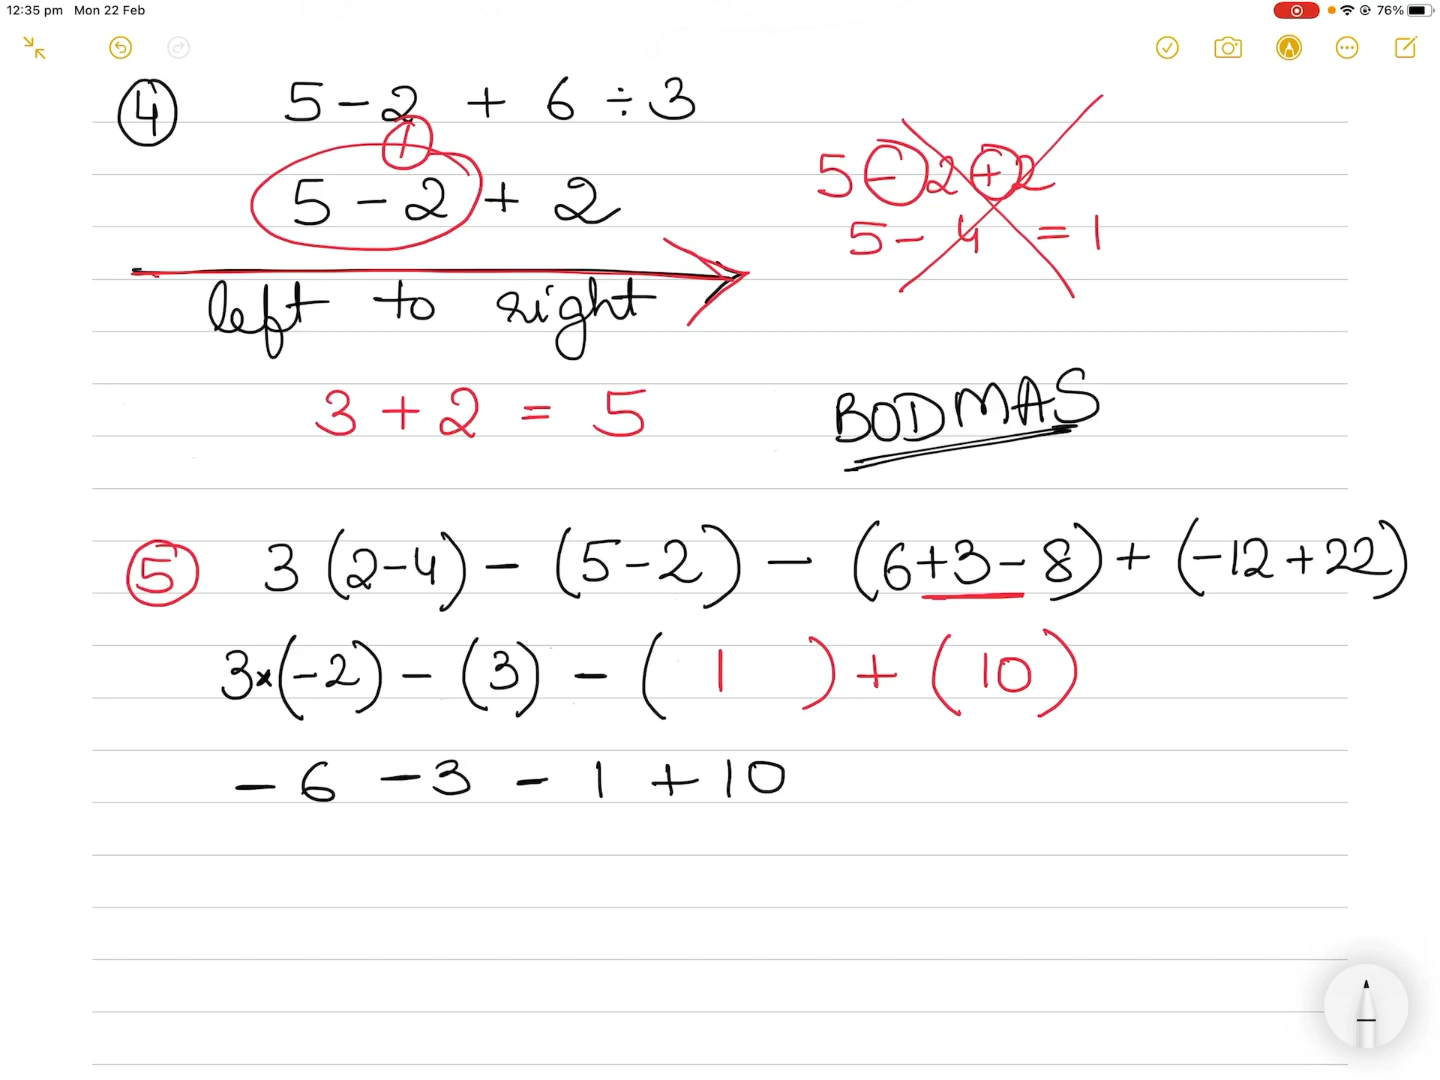 12:35 pm Mon 22 Feb 76%
④ 5 - 2 + 6 ÷ 3
① 
5 - 2 + 2
5 - 2 + 2
5 - 4 = 1
left to right
3 + 2 = 5
BODMAS
⑤ 3 (2-4) - (5-2) - (6+3-8) + (-12+22)
3×(-2) - (3) - ( 1 ) + (10)
- 6 - 3 - 1 + 10